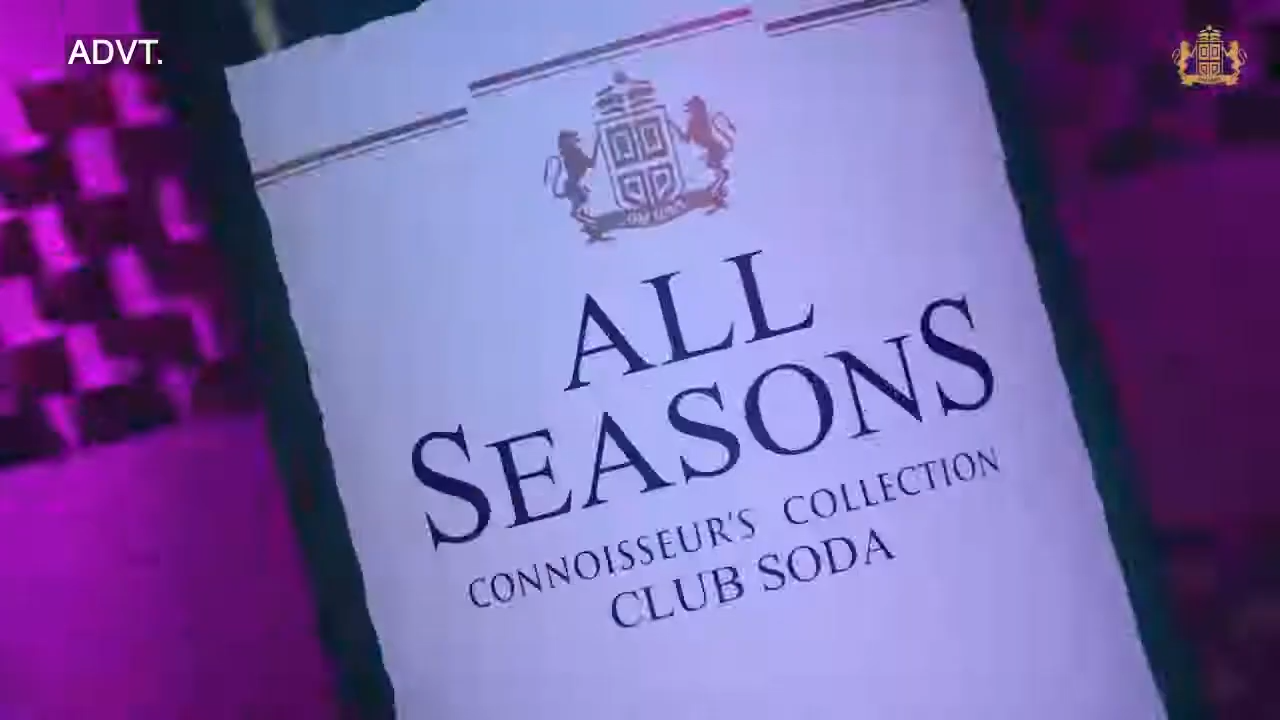 ADVT.
ALL
SEASONS
CONNOISSEUR'S COLLECTION
CLUB SODA